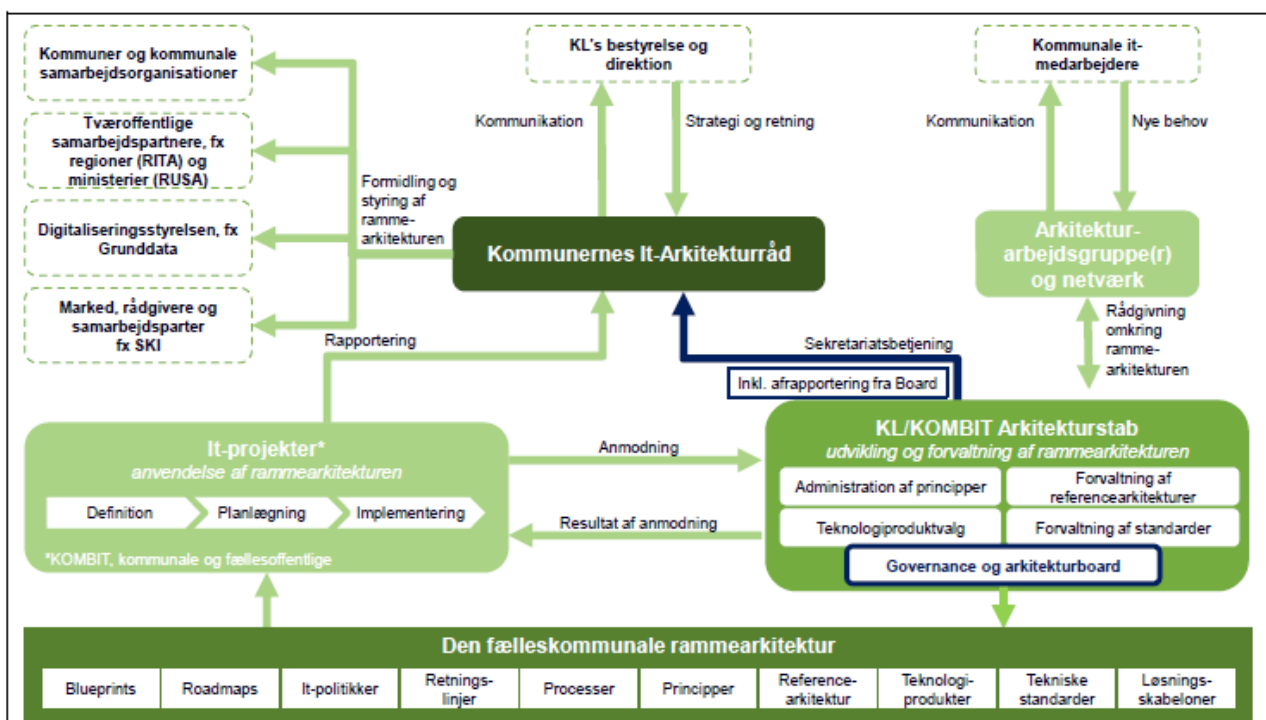 Kommuner og kommunale
samarbejdsorganisationer
Tværoffentlige
samarbejdspartnere, fx
regioner (RITA) og
ministerier (RUSA)
Digitaliseringsstyrelsen, fx
Grunddata
Marked, rådgivere og
samarbejdsparter
fx SKI
Formidling og
styring af
ramme-
arkitekturen
KL's bestyrelse og
direktion
Kommunikation
Strategi og retning
Kommunale it-
medarbejdere
Kommunikation
Nye behov
Kommunernes It-Arkitekturråd
Arkitektur-
arbejdsgruppe(r)
og netværk
Rådgivning
omkring
ramme-
arkitekturen
Rapportering
Sekretariatsbetjening
Inkl. afrapportering fra Board
It-projekter*
anvendelse af rammearkitekturen
Definition
Planlægning
Implementering
*KOMBIT, kommunale og fællesoffentlige
Anmodning
Resultat af anmodning
KL/KOMBIT Arkitekturstab
udvikling og forvaltning af rammearkitekturen
Administration af principper
Forvaltning af
referencearkitekturer
Teknologiproduktvalg
Forvaltning af standarder
Governance og arkitekturboard
Den fælleskommunale rammearkitektur
Blueprints
Roadmaps
It-politikker
Retnings-
linjer
Processer
Principper
Reference-
arkitektur
Teknologi-
produkter
Tekniske
standarder
Løsnings-
skabeloner